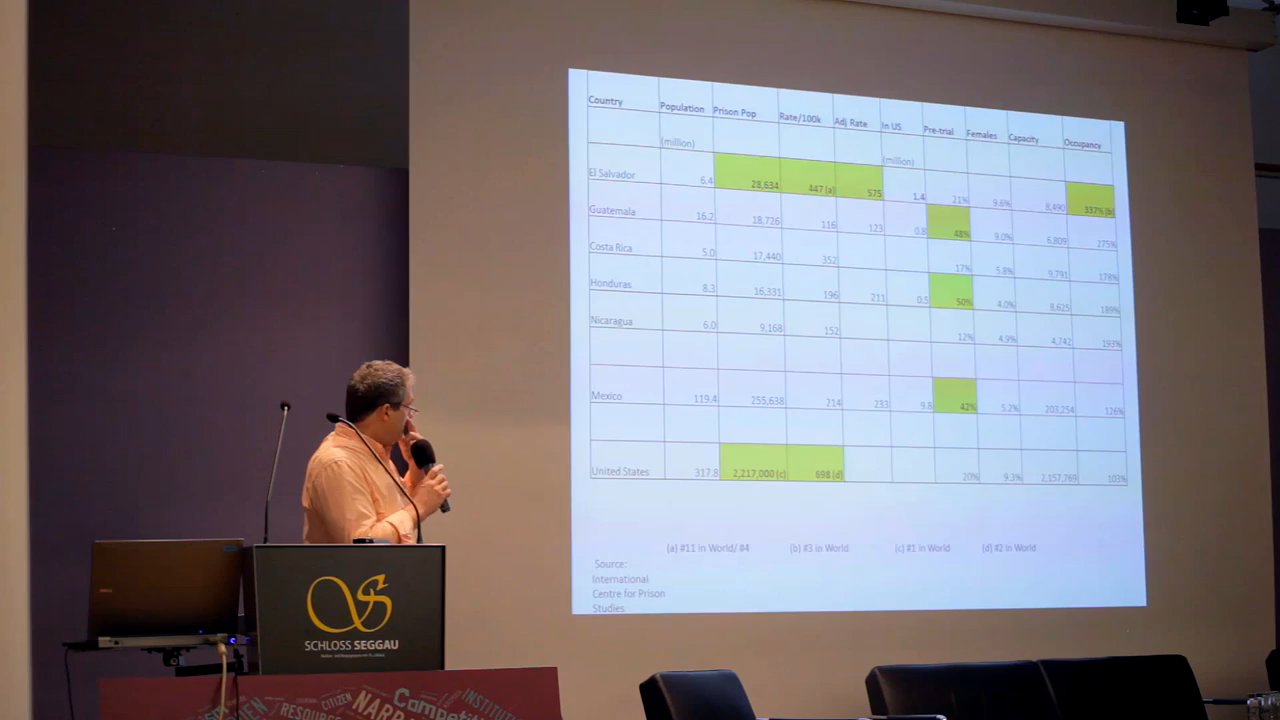 Country Population Prison Pop Rate/100k Adj Rate In US Pre-trial Females Capacity Occupancy
(million) (million)
El Salvador 6.4 28,634 447 (a) 575 1.4 21% 9.6% 8,490 337% (b)
Guatemala 16.2 18,726 116 123 0.8 48% 9.0% 6,809 275%
Costa Rica 5.0 17,440 352 17% 5.8% 9,791 178%
Honduras 8.3 16,331 196 211 0.5 50% 4.0% 8,625 189%
Nicaragua 6.0 9,168 152 12% 4.9% 4,742 193%
Mexico 119.4 255,638 214 233 9.8 42% 5.2% 203,254 126%
United States 317.8 2,217,000 (c) 698 (d) 20% 9.3% 2,157,769 103%
(a) #11 in World/ #4 (b) #3 in World (c) #1 in World (d) #2 in World
Source:
International
Centre for Prison
Studies
SCHLOSS SEGGAU
CITIZEN
RESOURCE
NARRA
Competiti
INSTITUT